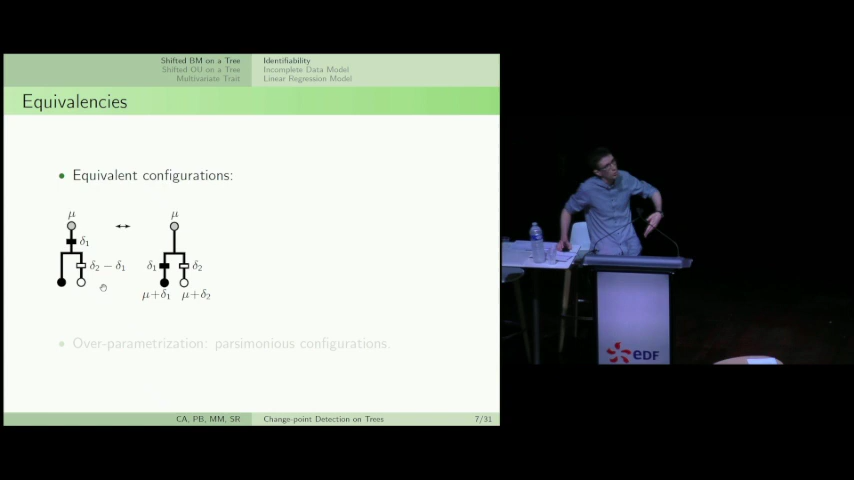 Shifted BM on a Tree
Shifted OU on a Tree
Multivariate Trait
Identifiability
Incomplete Data Model
Linear Regression Model
Equivalencies
• Equivalent configurations:
μ
↔
μ
δ₁
δ₂ − δ₁
δ₁
δ₂
μ+δ₁
μ+δ₂
• Over-parametrization: parsimonious configurations.
CA, PB, MM, SR
Change-point Detection on Trees
7/31
eDF